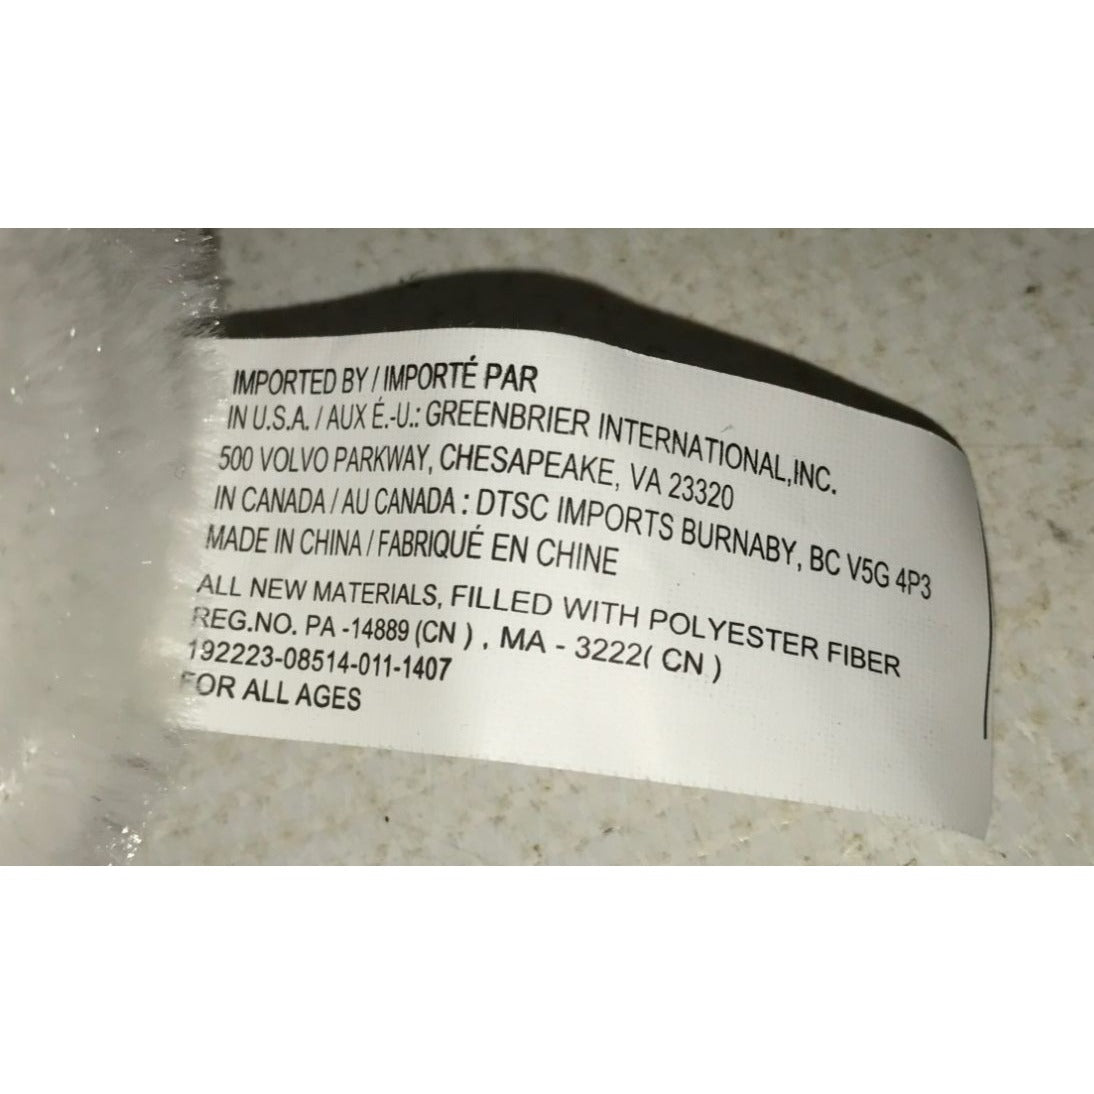 IMPORTED BY / IMPORTÉ PAR
IN U.S.A. / AUX É.-U.: GREENBRIER INTERNATIONAL,INC.
500 VOLVO PARKWAY, CHESAPEAKE, VA 23320
IN CANADA / AU CANADA : DTSC IMPORTS BURNABY, BC V5G 4P3
MADE IN CHINA / FABRIQUÉ EN CHINE
ALL NEW MATERIALS, FILLED WITH POLYESTER FIBER
REG.NO. PA -14889 (CN ) , MA - 3222( CN )
192223-08514-011-1407
FOR ALL AGES